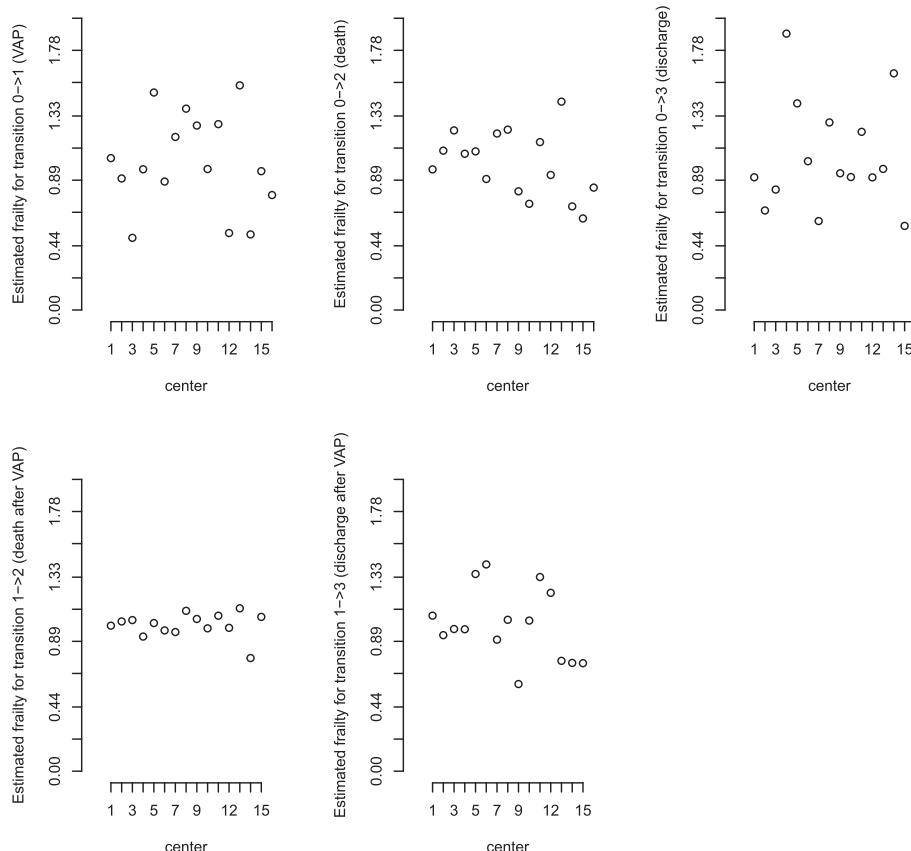 Estimated frailty for transition 0−>1 (VAP)
0.00 0.44 0.89 1.33 1.78
1 3 5 7 9 12 15
center
Estimated frailty for transition 0−>2 (death)
0.00 0.44 0.89 1.33 1.78
1 3 5 7 9 12 15
center
Estimated frailty for transition 0−>3 (discharge)
0.00 0.44 0.89 1.33 1.78
1 3 5 7 9 12 15
center
Estimated frailty for transition 1−>2 (death after VAP)
0.00 0.44 0.89 1.33 1.78
1 3 5 7 9 12 15
center
Estimated frailty for transition 1−>3 (discharge after VAP)
0.00 0.44 0.89 1.33 1.78
1 3 5 7 9 12 15
center